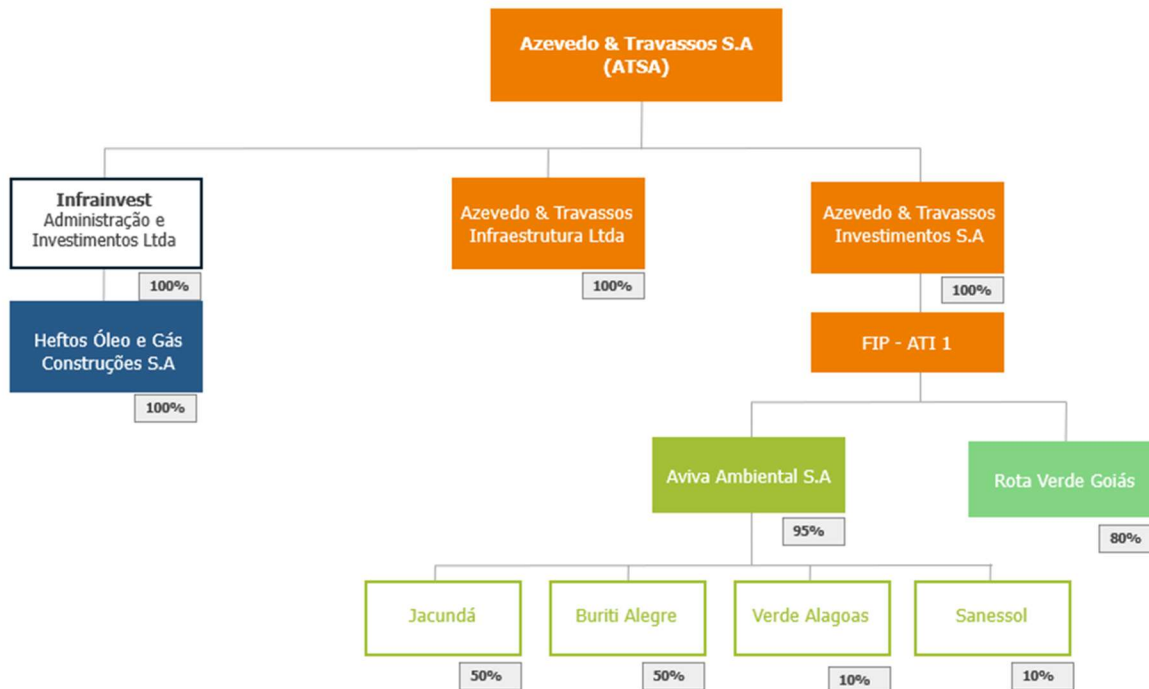 Azevedo & Travassos S.A
(ATSA)
Infrainvest
Administração e
Investimentos Ltda
100%
Azevedo & Travassos
Infraestrutura Ltda
100%
Azevedo & Travassos
Investimentos S.A
100%
Heftos Óleo e Gás
Construções S.A
100%
FIP - ATI 1
Aviva Ambiental S.A
95%
Rota Verde Goiás
80%
Jacundá
50%
Buriti Alegre
50%
Verde Alagoas
10%
Sanessol
10%